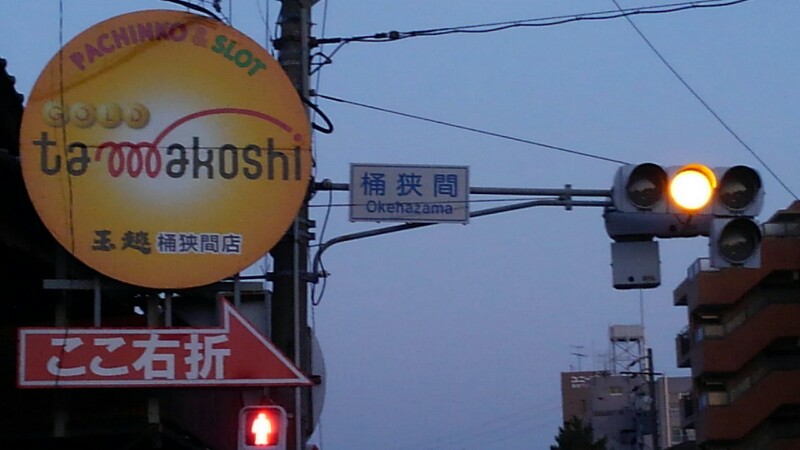 PACHINKO & SLOT
GOLD
tamakoshi
玉越 桶狭間店
ここ右折
桶狭間
Okehazama